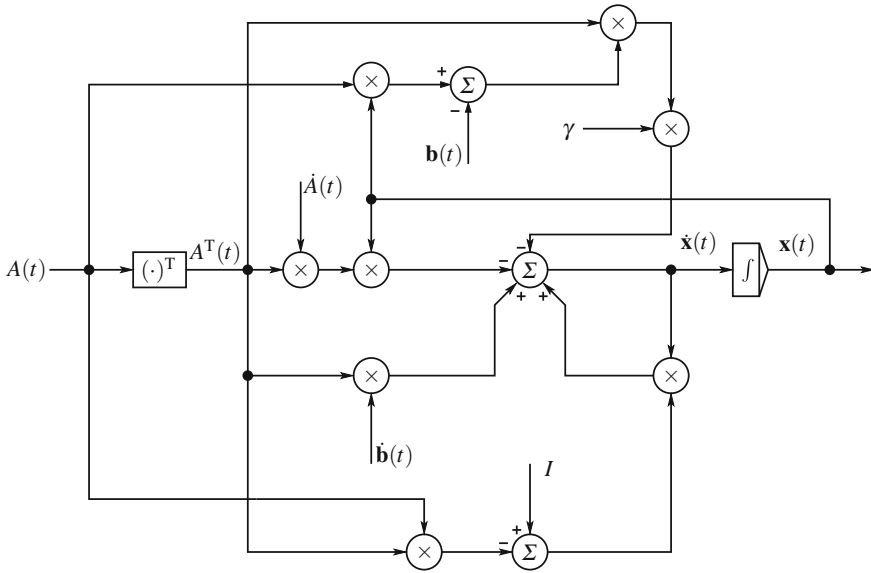 ×
× + Σ
−
γ ×
𝐛(t)
Ȧ(t)
−
𝐱̇(t) 𝐱(t)
A(t) (·)ᵀ Aᵀ(t) × × − Σ ∫
+ +
× ×
𝐛̇(t)
I
+
× − Σ